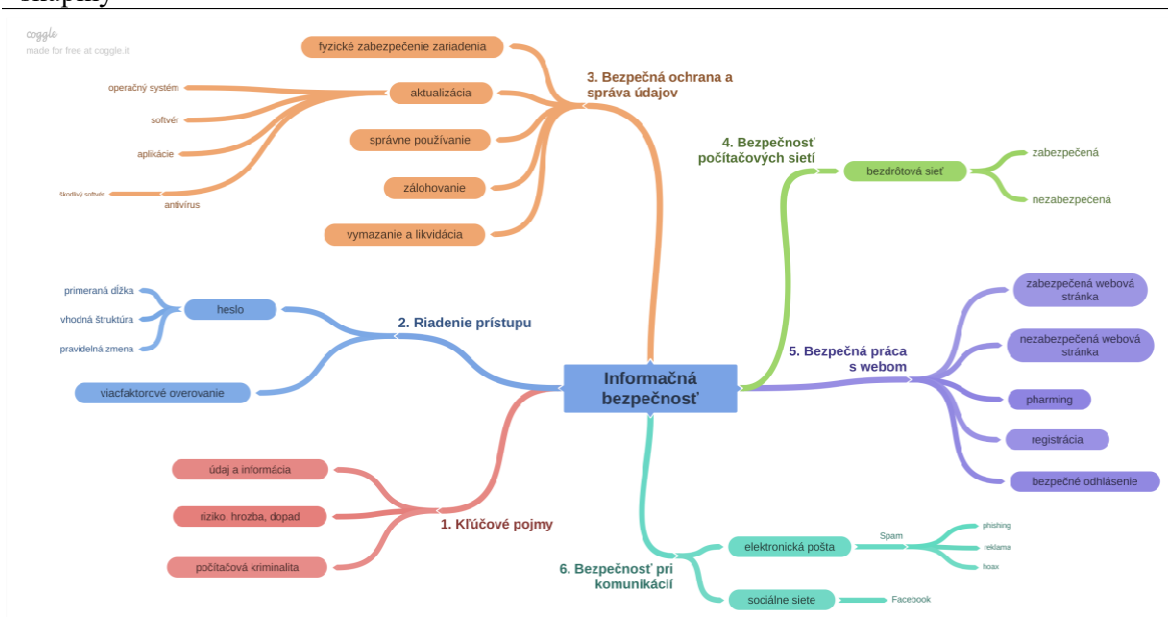 coggle
made for free at coggle.it
fyzické zabezpečenie zariadenia
aktualizácia
operačný systém
softvér
aplikácie
škodlivý softvér
antivírus
správne používanie
zálohovanie
vymazanie a likvidácia
3. Bezpečná ochrana a
správa údajov
primeraná dĺžka
vhodná štruktúra
pravidelná zmena
heslo
viacfaktorcvé overovanie
2. Riadenie prístupu
údaj a informácia
riziko hrozba, dopad
počítačová kriminalita
1. Kľúčové pojmy
Informačná
bezpečnosť
4. Bezpečnosť
počítačových sietí
bezdrôtová sieť
zabezpečená
nezabezpečená
5. Bezpečná práca
s webom
zabezpečená webová
stránka
nezabezpečená webová
stránka
pharming
registrácia
bezpečné odhlásenie
6. Bezpečnosť pri
komunikácií
elektronická pošta
Spam
phishing
reklama
hoax
sociálne siete
Facebook